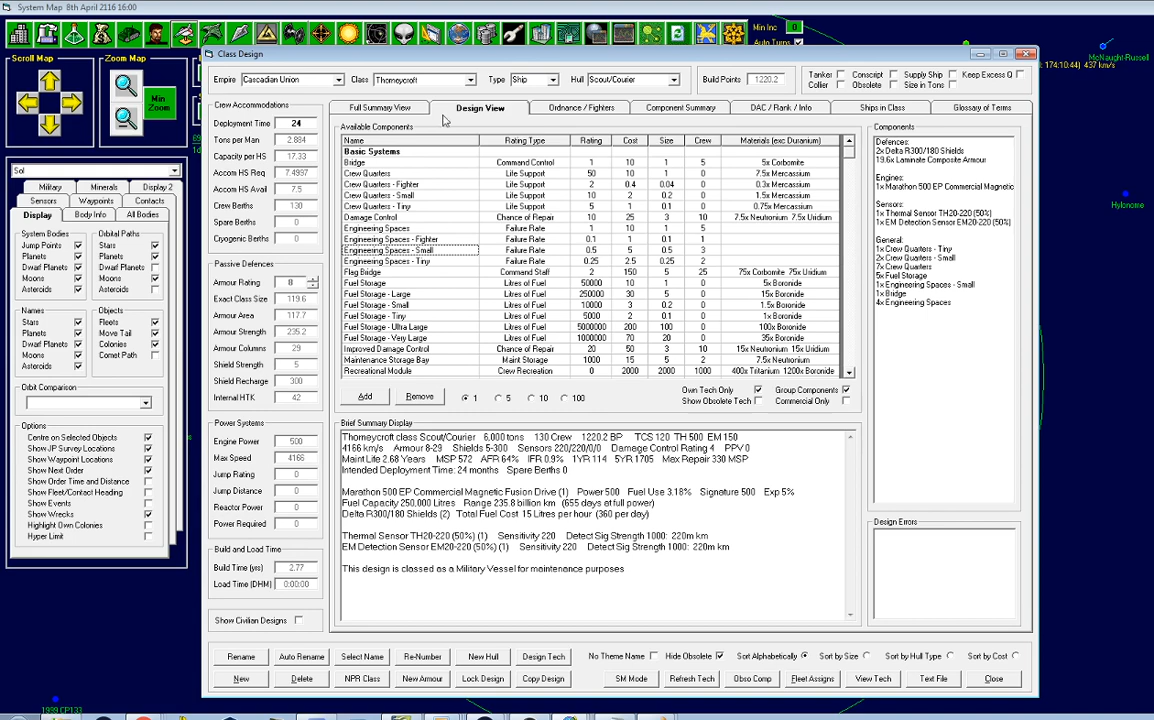 System Map 8th April 2116 16:00
Min Inc 0
Auto Turns
Scroll Map
Zoom Map
Min
Zoom
McNaught-Russell
174:10:44) 437 km/s
Hylonome
1999 CP133
Sol
Military Minerals Display 2
Sensors Waypoints Contacts
Display Body Info All Bodies
System Bodies
Jump Points
Planets
Dwarf Planets
Moons
Asteroids
Orbital Paths
Stars
Planets
Dwarf Planets
Moons
Asteroids
Names
Stars
Planets
Dwarf Planets
Moons
Asteroids
Objects
Fleets
Move Tail
Colonies
Comet Path
Orbit Comparison
Options
Centre on Selected Objects
Show JP Survey Locations
Show Waypoint Locations
Show Next Order
Show Order Time and Distance
Show Fleet/Contact Heading
Show Events
Show Wrecks
Highlight Own Colonies
Hyper Limit
Class Design
Empire Cascadian Union Class Thorneycroft Type Ship Hull Scout/Courier Build Points 1220.2
Tanker Conscript Supply Ship Keep Excess Q
Collier Obsolete Size in Tons
Full Summary View Design View Ordnance / Fighters Component Summary DAC / Rank / Info Ships in Class Glossary of Terms
Crew Accommodations
Deployment Time 24
Tons per Man 2.884
Capacity per HS 17.33
Accom HS Req 7.4997
Accom HS Avail 7.5
Crew Berths 130
Spare Berths 0
Cryogenic Berths 0
Passive Defences
Armour Rating 8
Exact Class Size 119.6
Armour Area 117.7
Armour Strength 235.2
Armour Columns 29
Shield Strength 5
Shield Recharge 300
Internal HTK 42
Power Systems
Engine Power 500
Max Speed 4166
Jump Rating 0
Jump Distance 0
Reactor Power 0
Power Required 0
Build and Load Time
Build Time (yrs) 2.77
Load Time (DHM) 0:00:00
Show Civilian Designs
Available Components
Name Rating Type Rating Cost Size Crew Materials (exc Duranium)
Basic Systems
Bridge Command Control 1 10 1 5 5x Corbomite
Crew Quarters Life Support 50 10 1 7.5x Mercassium
Crew Quarters - Fighter Life Support 2 0.4 0.04 0.3x Mercassium
Crew Quarters - Small Life Support 10 2 0.2 1.5x Mercassium
Crew Quarters - Tiny Life Support 5 1 0.1 0.75x Mercassium
Damage Control Chance of Repair 10 25 3 10 7.5x Neutronium 7.5x Uridium
Engineering Spaces Failure Rate 1 10 1 5
Engineering Spaces - Fighter Failure Rate 0.1 1 0.1 1
Engineering Spaces - Small Failure Rate 0.5 5 0.5 3
Engineering Spaces - Tiny Failure Rate 0.25 2.5 0.25 2
Flag Bridge Command Staff 2 150 5 25 75x Corbomite 75x Uridium
Fuel Storage Litres of Fuel 50000 10 1 5x Boronide
Fuel Storage - Large Litres of Fuel 250000 30 5 15x Boronide
Fuel Storage - Small Litres of Fuel 10000 3 0.2 1.5x Boronide
Fuel Storage - Tiny Litres of Fuel 5000 2 0.1 1x Boronide
Fuel Storage - Ultra Large Litres of Fuel 5000000 200 100 100x Boronide
Fuel Storage - Very Large Litres of Fuel 1000000 70 20 35x Boronide
Improved Damage Control Chance of Repair 20 50 3 10 15x Neutronium 15x Uridium
Maintenance Storage Bay Maint Storage 1000 15 5 2 7.5x Neutronium
Recreational Module Crew Recreation 0 2000 2000 100 400x Tritanium 1200x Boronide
Add Remove 1 5 10 100
Own Tech Only Group Components
Show Obsolete Tech Commercial Only
Brief Summary Display
Thorneycroft class Scout/Courier 6,000 tons 130 Crew 1220.2 BP TCS 120 TH 500 EM 150
4166 km/s Armour 8-29 Shields 5-300 Sensors 220/220/0/0 Damage Control Rating 4 PPV 0
Maint Life 2.68 Years MSP 572 AFR 64% IFR 0.9% 1YR 114 5YR 1705 Max Repair 330 MSP
Intended Deployment Time: 24 months Spare Berths 0
Marathon 500 EP Commercial Magnetic Fusion Drive (1) Power 500 Fuel Use 3.18% Signature 500 Exp 5%
Fuel Capacity 250,000 Litres Range 235.8 billion km (655 days at full power)
Delta R300/180 Shields (2) Total Fuel Cost 15 Litres per hour (360 per day)
Thermal Sensor TH20-220 (50%) (1) Sensitivity 220 Detect Sig Strength 1000: 220m km
EM Detection Sensor EM20-220 (50%) (1) Sensitivity 220 Detect Sig Strength 1000: 220m km
This design is classed as a Military Vessel for maintenance purposes
Components
Defences:
2x Delta R300/180 Shields
19.6x Laminate Composite Armour
Engines:
1x Marathon 500 EP Commercial Magnetic
Sensors:
1x Thermal Sensor TH20-220 (50%)
1x EM Detection Sensor EM20-220 (50%)
General:
1x Crew Quarters - Tiny
2x Crew Quarters - Small
7x Crew Quarters
5x Fuel Storage
1x Engineering Spaces - Small
1x Bridge
4x Engineering Spaces
Design Errors
Rename Auto Rename Select Name Re-Number New Hull Design Tech No Theme Name Hide Obsolete Sort Alphabetically Sort by Size Sort by Hull Type Sort by Cost
New Delete NPR Class New Armour Lock Design Copy Design SM Mode Refresh Tech Obso Comp Fleet Assigns View Tech Text File Close